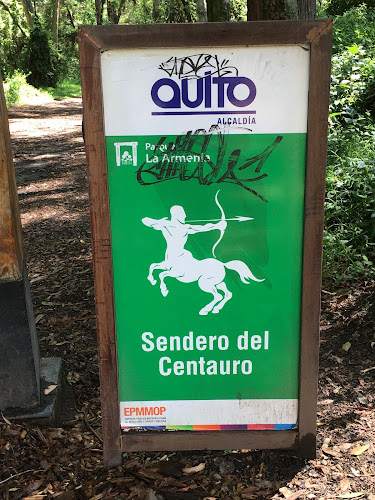 QUITO
ALCALDÍA
Parque
La Armenia
Sendero del
Centauro
EPMMOP